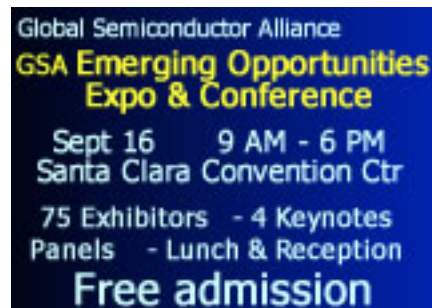 Global Semiconductor Alliance
GSA Emerging Opportunities
Expo & Conference
Sept 16 9 AM - 6 PM
Santa Clara Convention Ctr
75 Exhibitors - 4 Keynotes
Panels - Lunch & Reception
Free admission